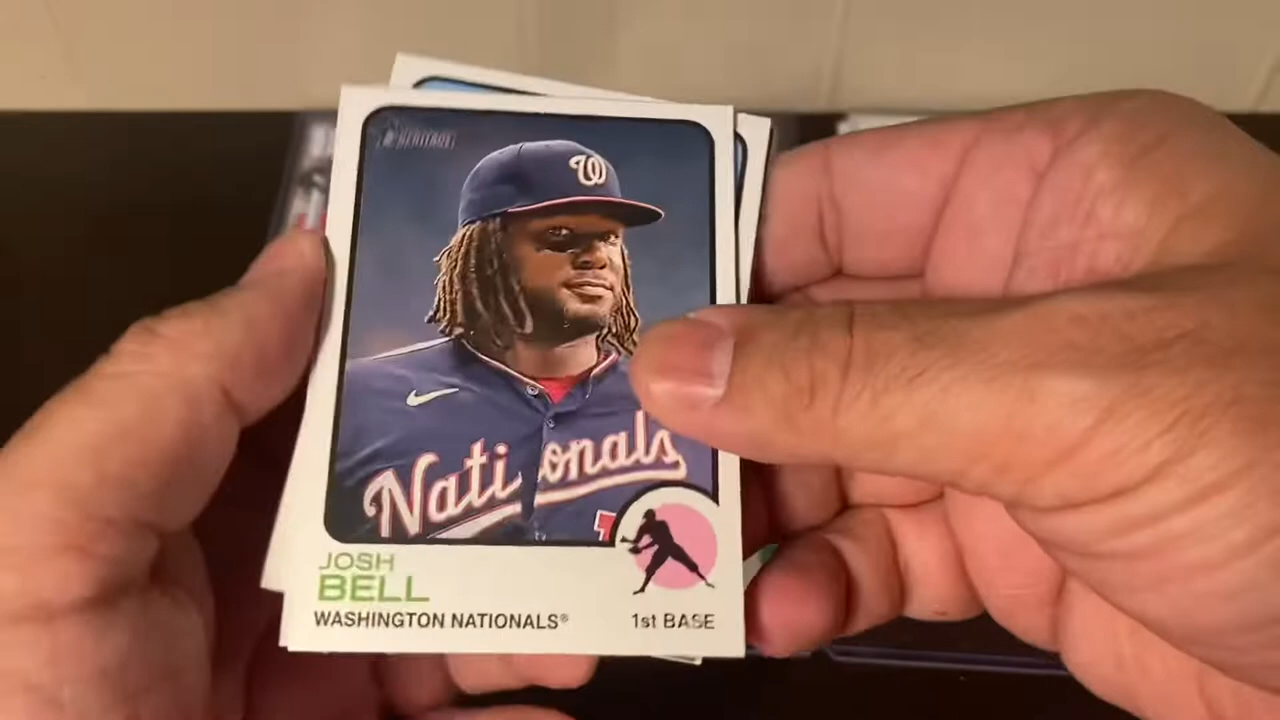 HERITAGE
W
Nationals
JOSH
BELL
WASHINGTON NATIONALS®
1st BASE